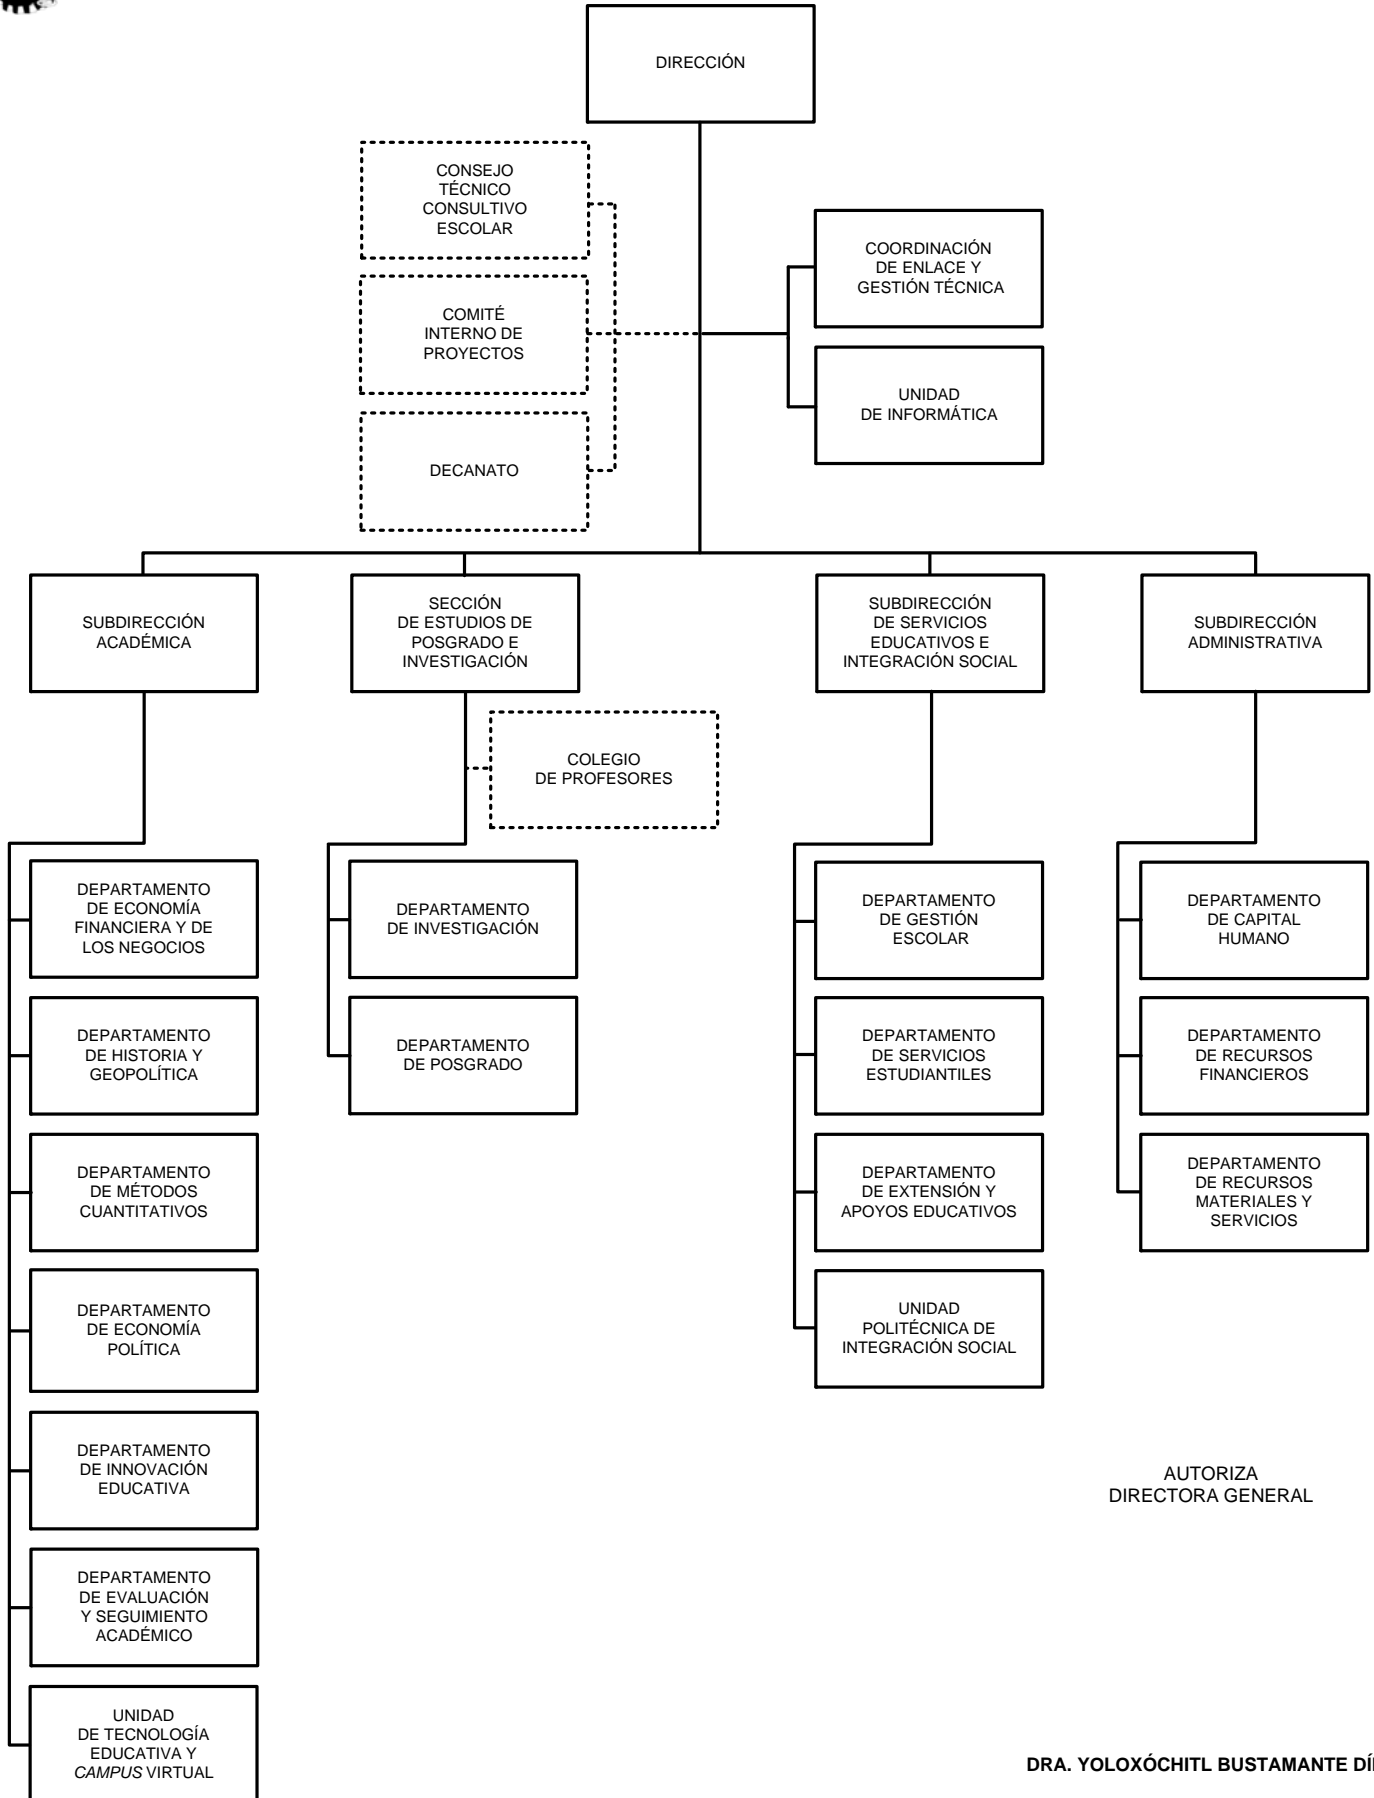 DIRECCIÓN
CONSEJO
TÉCNICO
CONSULTIVO
ESCOLAR
COORDINACIÓN
DE ENLACE Y
GESTIÓN TÉCNICA
COMITÉ
INTERNO DE
PROYECTOS
UNIDAD
DE INFORMÁTICA
DECANATO
SUBDIRECCIÓN
ACADÉMICA
SECCIÓN
DE ESTUDIOS DE
POSGRADO E
INVESTIGACIÓN
SUBDIRECCIÓN
DE SERVICIOS
EDUCATIVOS E
INTEGRACIÓN SOCIAL
SUBDIRECCIÓN
ADMINISTRATIVA
COLEGIO
DE PROFESORES
DEPARTAMENTO
DE ECONOMÍA
FINANCIERA Y DE
LOS NEGOCIOS
DEPARTAMENTO
DE INVESTIGACIÓN
DEPARTAMENTO
DE GESTIÓN
ESCOLAR
DEPARTAMENTO
DE CAPITAL
HUMANO
DEPARTAMENTO
DE HISTORIA Y
GEOPOLÍTICA
DEPARTAMENTO
DE POSGRADO
DEPARTAMENTO
DE SERVICIOS
ESTUDIANTILES
DEPARTAMENTO
DE RECURSOS
FINANCIEROS
DEPARTAMENTO
DE MÉTODOS
CUANTITATIVOS
DEPARTAMENTO
DE EXTENSIÓN Y
APOYOS EDUCATIVOS
DEPARTAMENTO
DE RECURSOS
MATERIALES Y
SERVICIOS
DEPARTAMENTO
DE ECONOMÍA
POLÍTICA
UNIDAD
POLITÉCNICA DE
INTEGRACIÓN SOCIAL
DEPARTAMENTO
DE INNOVACIÓN
EDUCATIVA
AUTORIZA
DIRECTORA GENERAL
DEPARTAMENTO
DE EVALUACIÓN
Y SEGUIMIENTO
ACADÉMICO
UNIDAD
DE TECNOLOGÍA
EDUCATIVA Y
CAMPUS VIRTUAL
DRA. YOLOXÓCHITL BUSTAMANTE